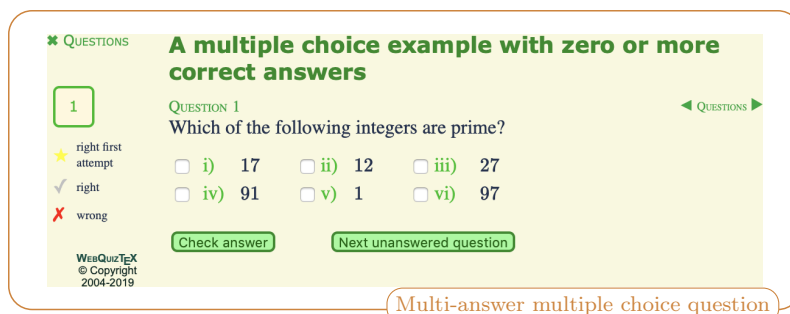 ✖ QUESTIONS
A multiple choice example with zero or more
correct answers
1
QUESTION 1
◀ QUESTIONS ▶
Which of the following integers are prime?
right first
attempt
i) 17 ii) 12 iii) 27
right
iv) 91 v) 1 vi) 97
wrong
Check answer Next unanswered question
WEBQUIZTEX
© Copyright
2004-2019
Multi-answer multiple choice question